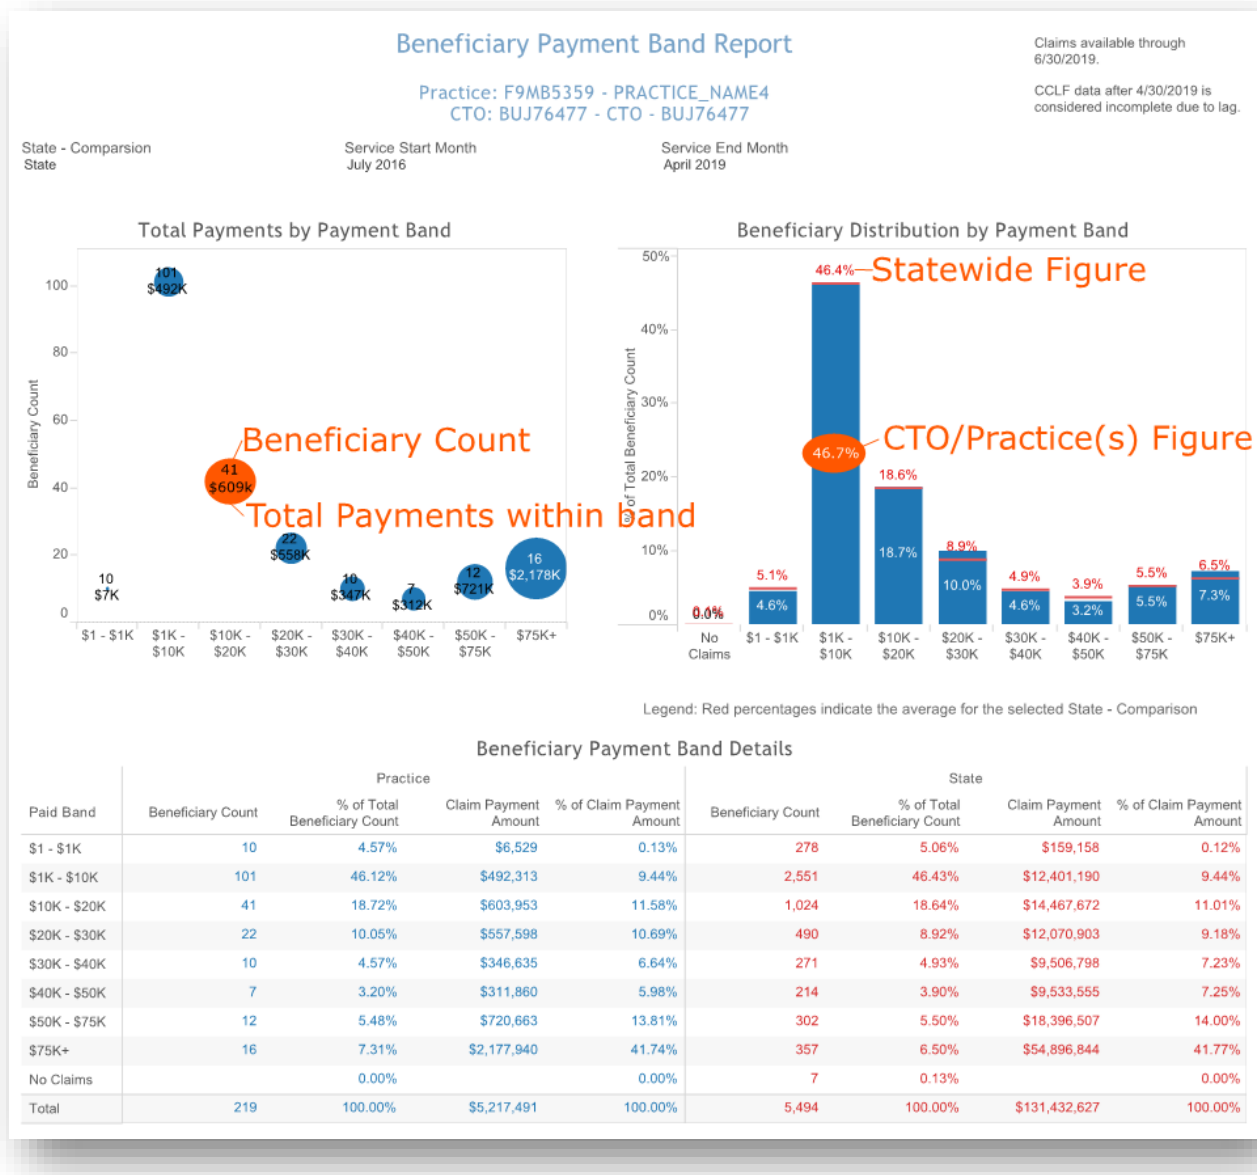 Beneficiary Payment Band Report
Claims available through
6/30/2019.
CCLF data after 4/30/2019 is
considered incomplete due to lag.
Practice: F9MB5359 - PRACTICE_NAME4
CTO: BUJ76477 - CTO - BUJ76477
State - Comparsion
State
Service Start Month
July 2016
Service End Month
April 2019
Total Payments by Payment Band
Beneficiary Count
100
80
60
40
20
0
101
$492K
Beneficiary Count
41
$609k
Total Payments within band
22
$558K
10
$7K
10
$347K
7
$312K
12
$721K
16
$2,178K
$1 - $1K
$1K - $10K
$10K - $20K
$20K - $30K
$30K - $40K
$40K - $50K
$50K - $75K
$75K+
Beneficiary Distribution by Payment Band
% of Total Beneficiary Count
50%
40%
30%
20%
10%
0%
46.4%
Statewide Figure
46.7%
CTO/Practice(s) Figure
0.1%
0.0%
5.1%
4.6%
18.6%
18.7%
8.9%
10.0%
4.9%
4.6%
3.9%
3.2%
5.5%
5.5%
6.5%
7.3%
No Claims
$1 - $1K
$1K - $10K
$10K - $20K
$20K - $30K
$30K - $40K
$40K - $50K
$50K - $75K
$75K+
Legend: Red percentages indicate the average for the selected State - Comparison
Beneficiary Payment Band Details
Practice State
Paid Band Beneficiary Count % of Total Beneficiary Count Claim Payment Amount % of Claim Payment Amount Beneficiary Count % of Total Beneficiary Count Claim Payment Amount % of Claim Payment Amount
$1 - $1K 10 4.57% $6,529 0.13% 278 5.06% $159,158 0.12%
$1K - $10K 101 46.12% $492,313 9.44% 2,551 46.43% $12,401,190 9.44%
$10K - $20K 41 18.72% $603,953 11.58% 1,024 18.64% $14,467,672 11.01%
$20K - $30K 22 10.05% $557,598 10.69% 490 8.92% $12,070,903 9.18%
$30K - $40K 10 4.57% $346,635 6.64% 271 4.93% $9,506,798 7.23%
$40K - $50K 7 3.20% $311,860 5.98% 214 3.90% $9,533,555 7.25%
$50K - $75K 12 5.48% $720,663 13.81% 302 5.50% $18,396,507 14.00%
$75K+ 16 7.31% $2,177,940 41.74% 357 6.50% $54,896,844 41.77%
No Claims 0.00% 0.00% 7 0.13% 0.00%
Total 219 100.00% $5,217,491 100.00% 5,494 100.00% $131,432,627 100.00%